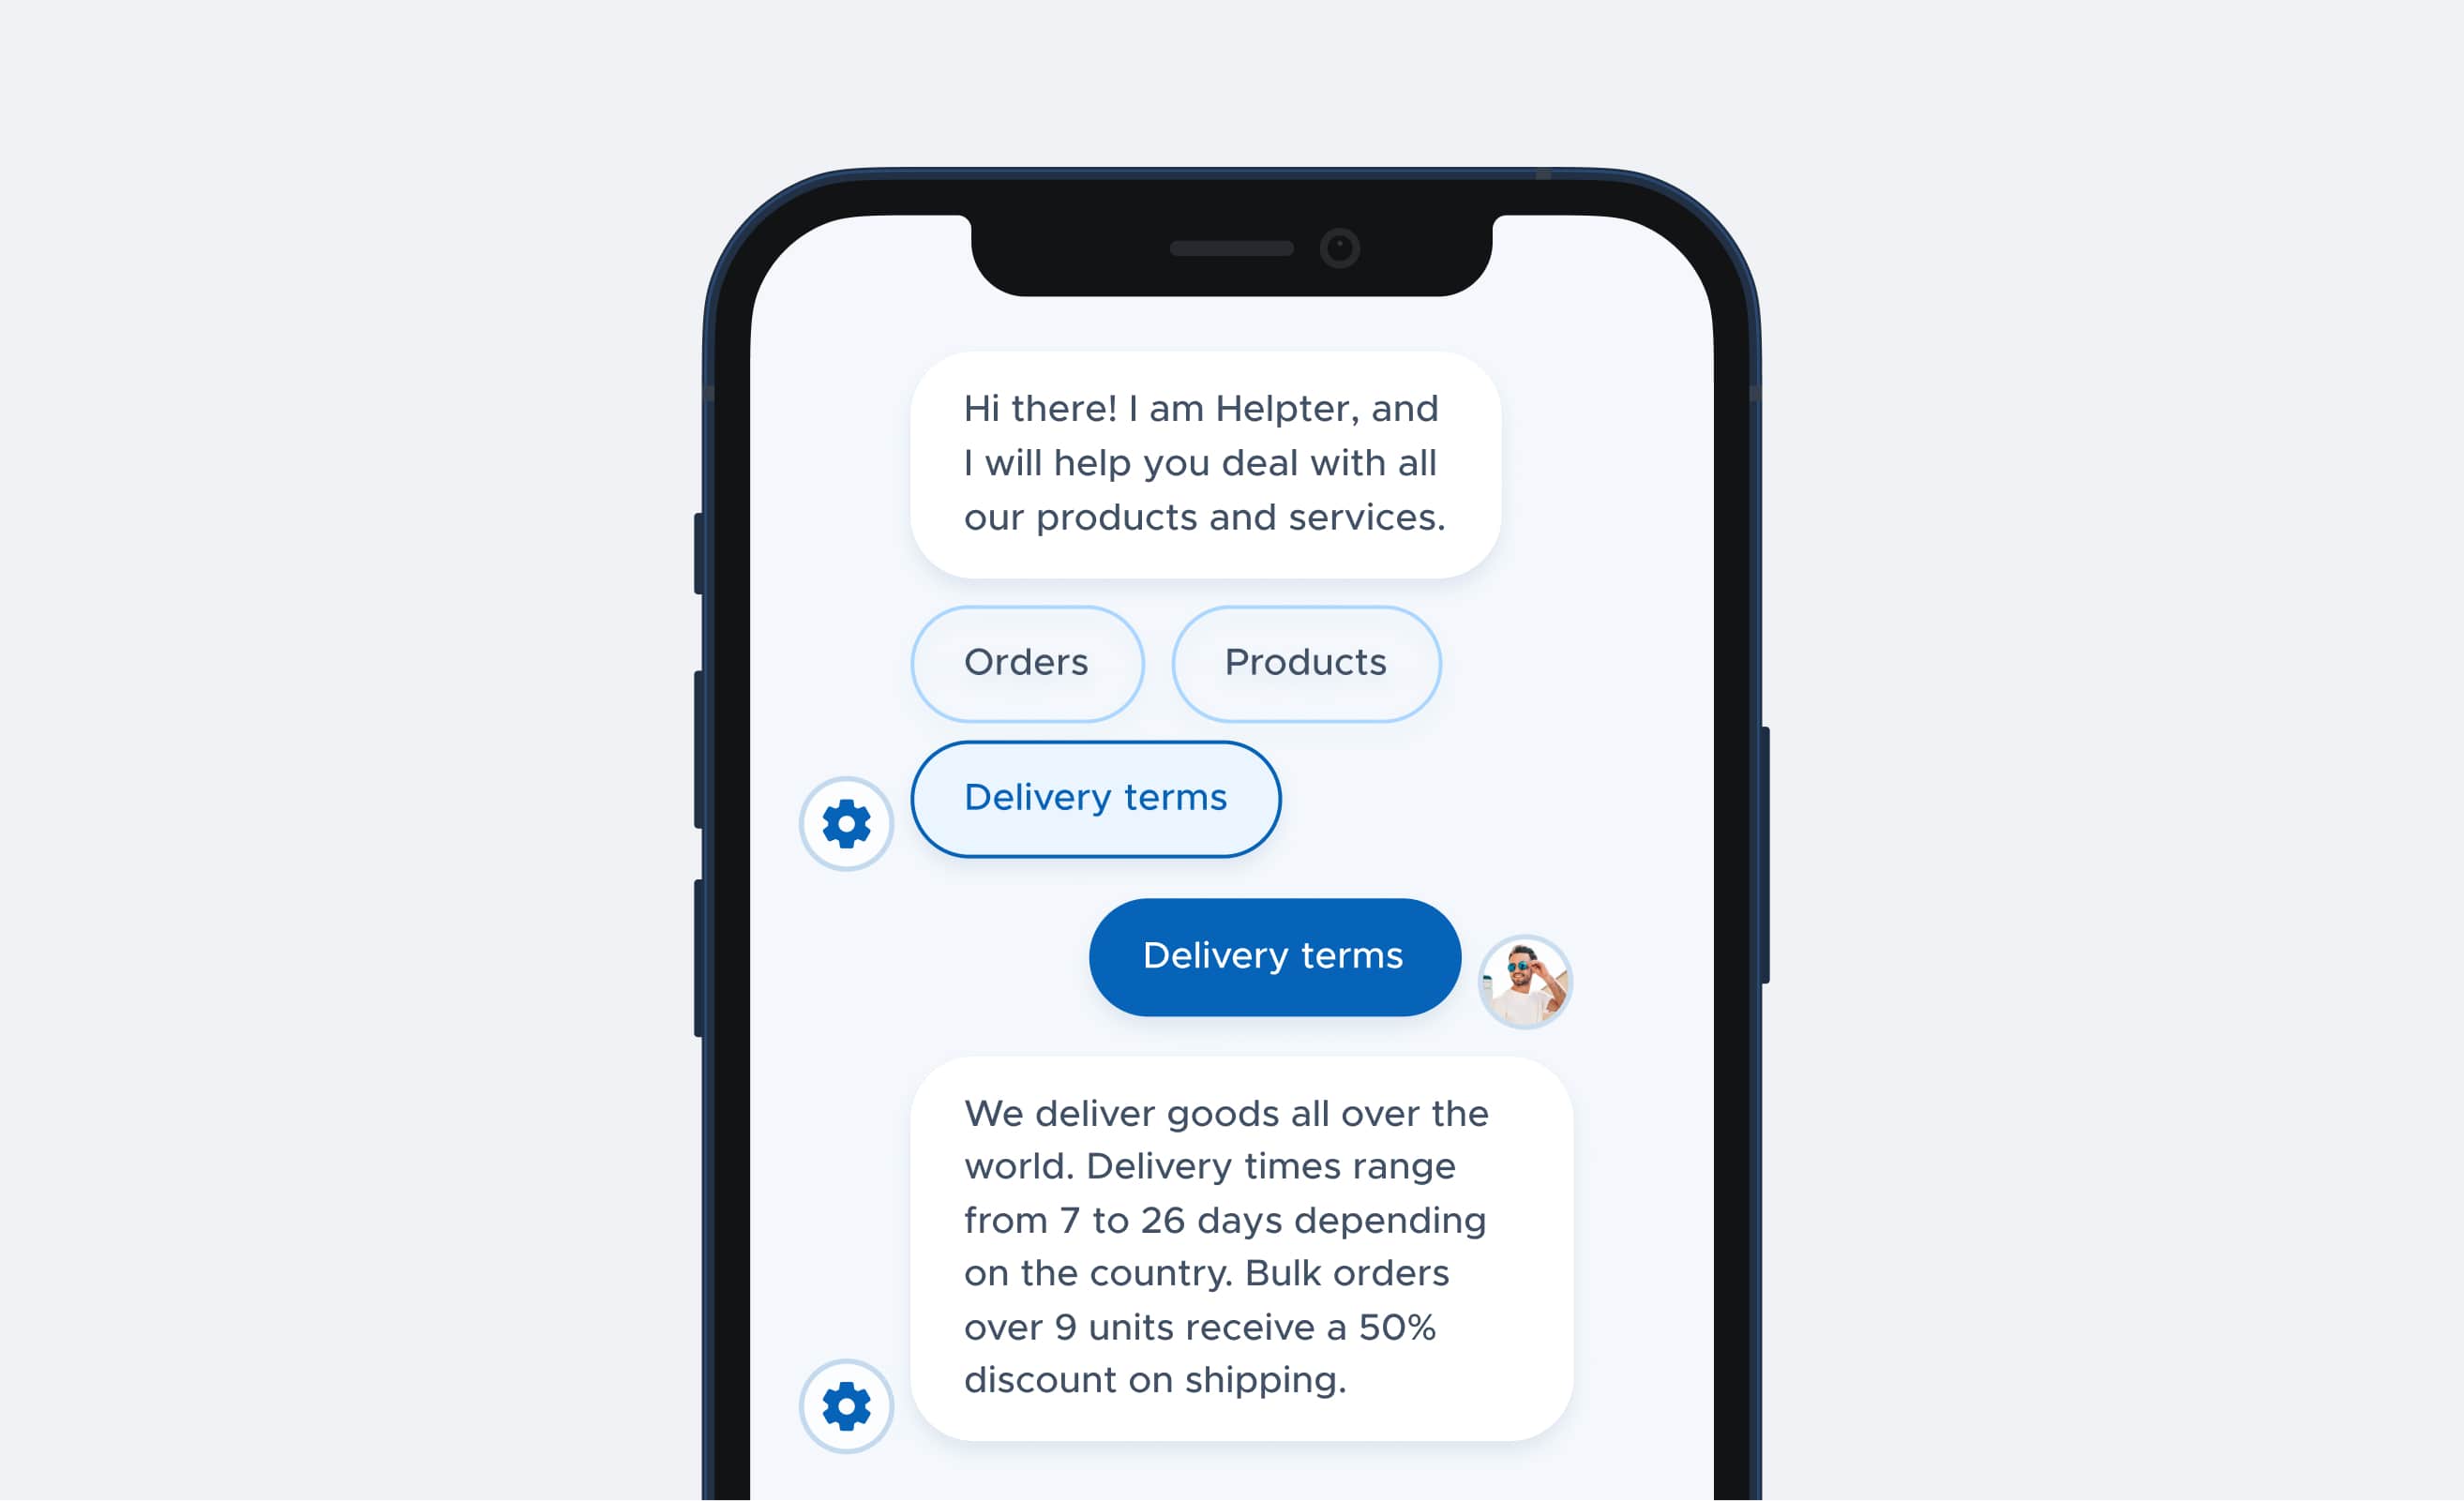 Hi there! I am Helpter, and
I will help you deal with all
our products and services.
Orders
Products
Delivery terms
Delivery terms
We deliver goods all over the
world. Delivery times range
from 7 to 26 days depending
on the country. Bulk orders
over 9 units receive a 50%
discount on shipping.